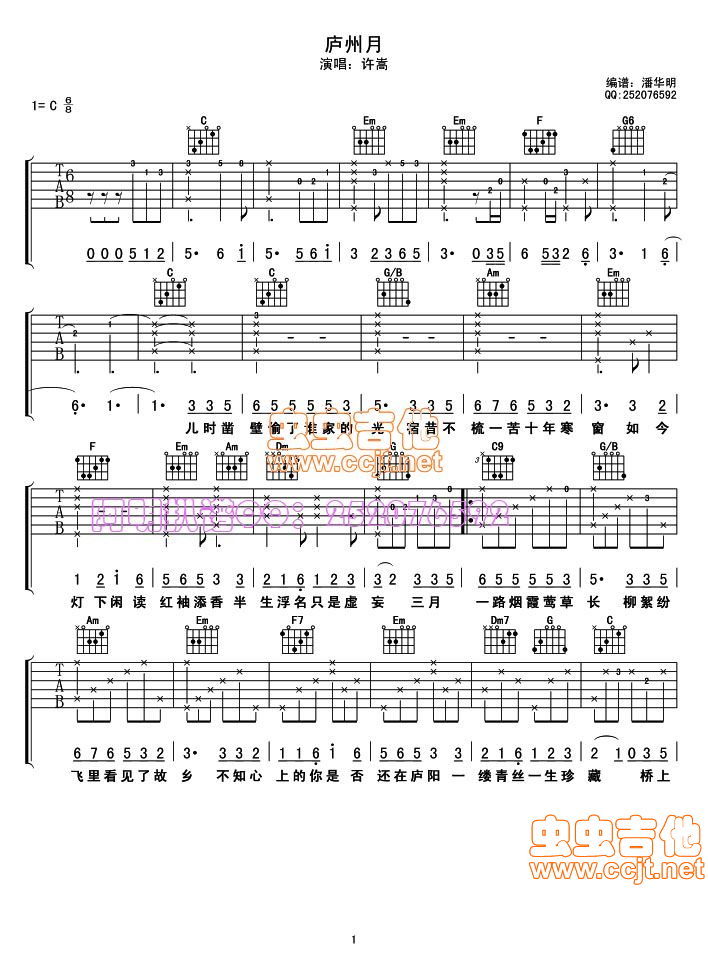 庐州月
演唱：许嵩
编谱：潘华明
QQ:252076592
1= C 6/8
C Em Em F G6
T A B 6 8
0 0 0 5 1 2 5· 6 i 5· 5 6 i 3 2 3 6 5 3· 0 3 5 6 5 3 2 6 3· 1 6
C C G/B Am Em
T A B
6· 1 1· 3 3 5 5 5 5 5 5 3 5 3 3 5 6 7 6 5 3 2 3· 3 2
儿时凿 壁偷了谁家的 光 宿昔不 梳一苦十年寒 窗 如今
虫虫吉他
www.ccjt.net
F Em Am Dm G C9 G/B
T A B
252076592
1 2 i 6 5 3 5 5 3 5 2 1 1 6 1 6 3 2 3 3 5 1 1 6 1 3 5 5· 3 3 5
灯 下闲读 红袖添香半 生浮名只是虚 妄 三月 一路烟霞莺草 长 柳絮纷
Am Em F7 Em Dm7 G C
T A B
6 7 6 5 3 2 3· 3 3 2 1 1 6 1 6 5 3 3 5 5 3 5 2 1 1 6 1 6 2 1 0 3 5
飞里看见了故 乡 不知心 上的你是否 还在庐阳一 缕青丝一生珍 藏 桥上
虫虫吉他
www.ccjt.net
1